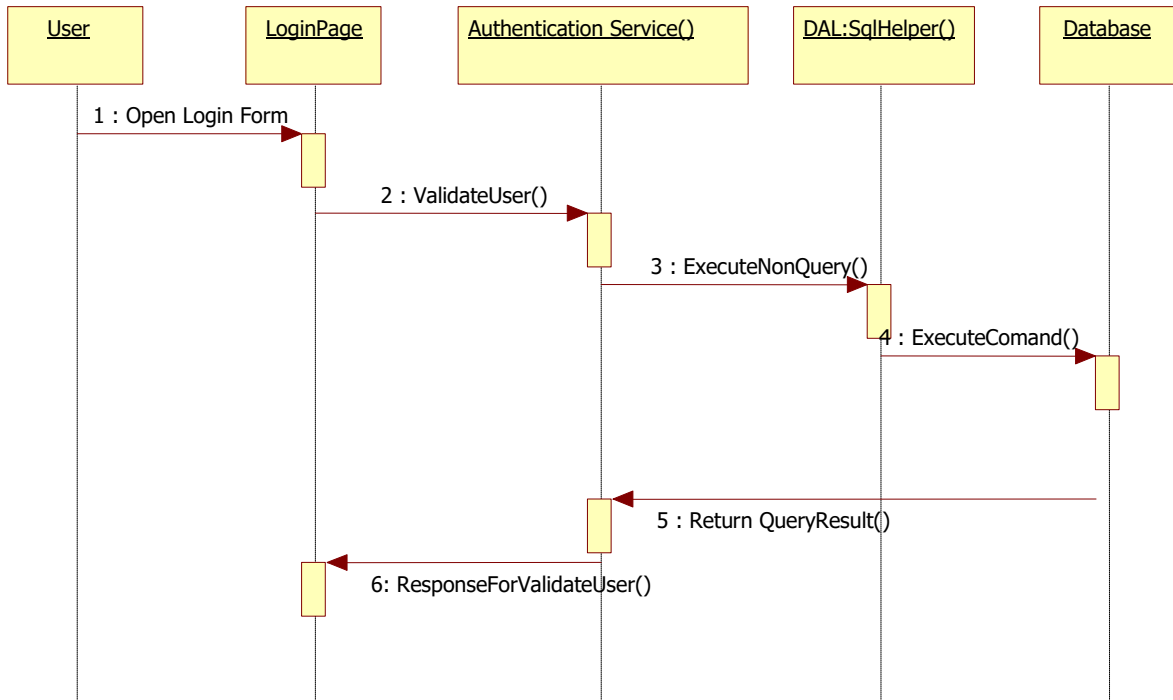 User
LoginPage
Authentication Service()
DAL:SqlHelper()
Database
1 : Open Login Form
2 : ValidateUser()
3 : ExecuteNonQuery()
4 : ExecuteComand()
5 : Return QueryResult()
6: ResponseForValidateUser()